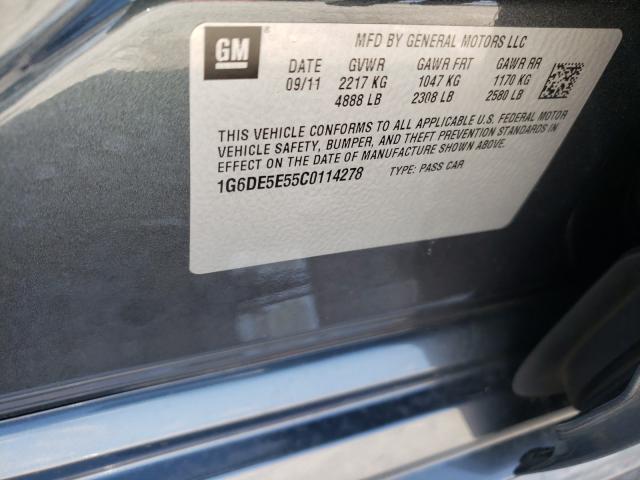 GM
MFD BY GENERAL MOTORS LLC
DATE GVWR GAWR FRT GAWR RR
09/11 2217 KG 1047 KG 1170 KG
4888 LB 2308 LB 2580 LB
THIS VEHICLE CONFORMS TO ALL APPLICABLE U.S. FEDERAL MOTOR
VEHICLE SAFETY, BUMPER, AND THEFT PREVENTION STANDARDS IN
EFFECT ON THE DATE OF MANUFACTURE SHOWN ABOVE.
1G6DE5E55C0114278 TYPE: PASS CAR